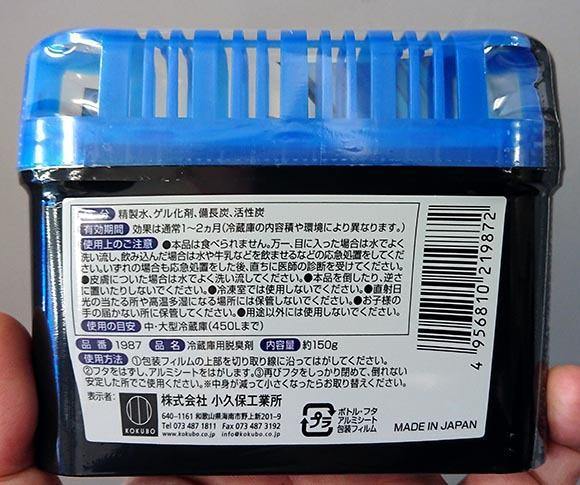 分 精製水、ゲル化剤、備長炭、活性炭
有効期間 効果は通常1~2ヵ月(冷蔵庫の内容積や環境により異なります。)
使用上のご注意 ●本品は食べられません。万一、目に入った場合は水でよく
洗い流し、飲み込んだ場合は水や牛乳などを飲ませるなどの応急処置をしてくだ
さい。いずれの場合も応急処置をした後、直ちに医師の診断を受けてください。
●皮膚についた場合は水でよく洗い流してください。●本品を倒したり、逆さ
に置いたりしないでください。●冷凍室では使用しないでください。●直射日
光の当たる所や高温多湿になる場所には保管しないでください。●お子様の
手の届かない所に保管してください。●用途以外には使用しないでください。
使用の目安 中・大型冷蔵庫(450Lまで)
品番 1987 品名 冷蔵庫用脱臭剤 内容量 約150g
使用方法 ①包装フィルムの上部を切り取り線に沿ってはがしてください。
②フタをはずし、アルミシートをはがします。③再びフタをしっかり閉めて、倒れない
安定した所でご使用ください。※中身が減って小さくなったらお取り替えください。
表示者: 株式会社 小久保工業所
KOKUBO
640-1161 和歌山県海南市野上新201-9
Tel 073 487 1811 Fax 073 487 3192
www.kokubo.co.jp info@kokubo.co.jp
プラ
ボトル・フタ
アルミシート
包装フィルム
MADE IN JAPAN
4 956810 219872